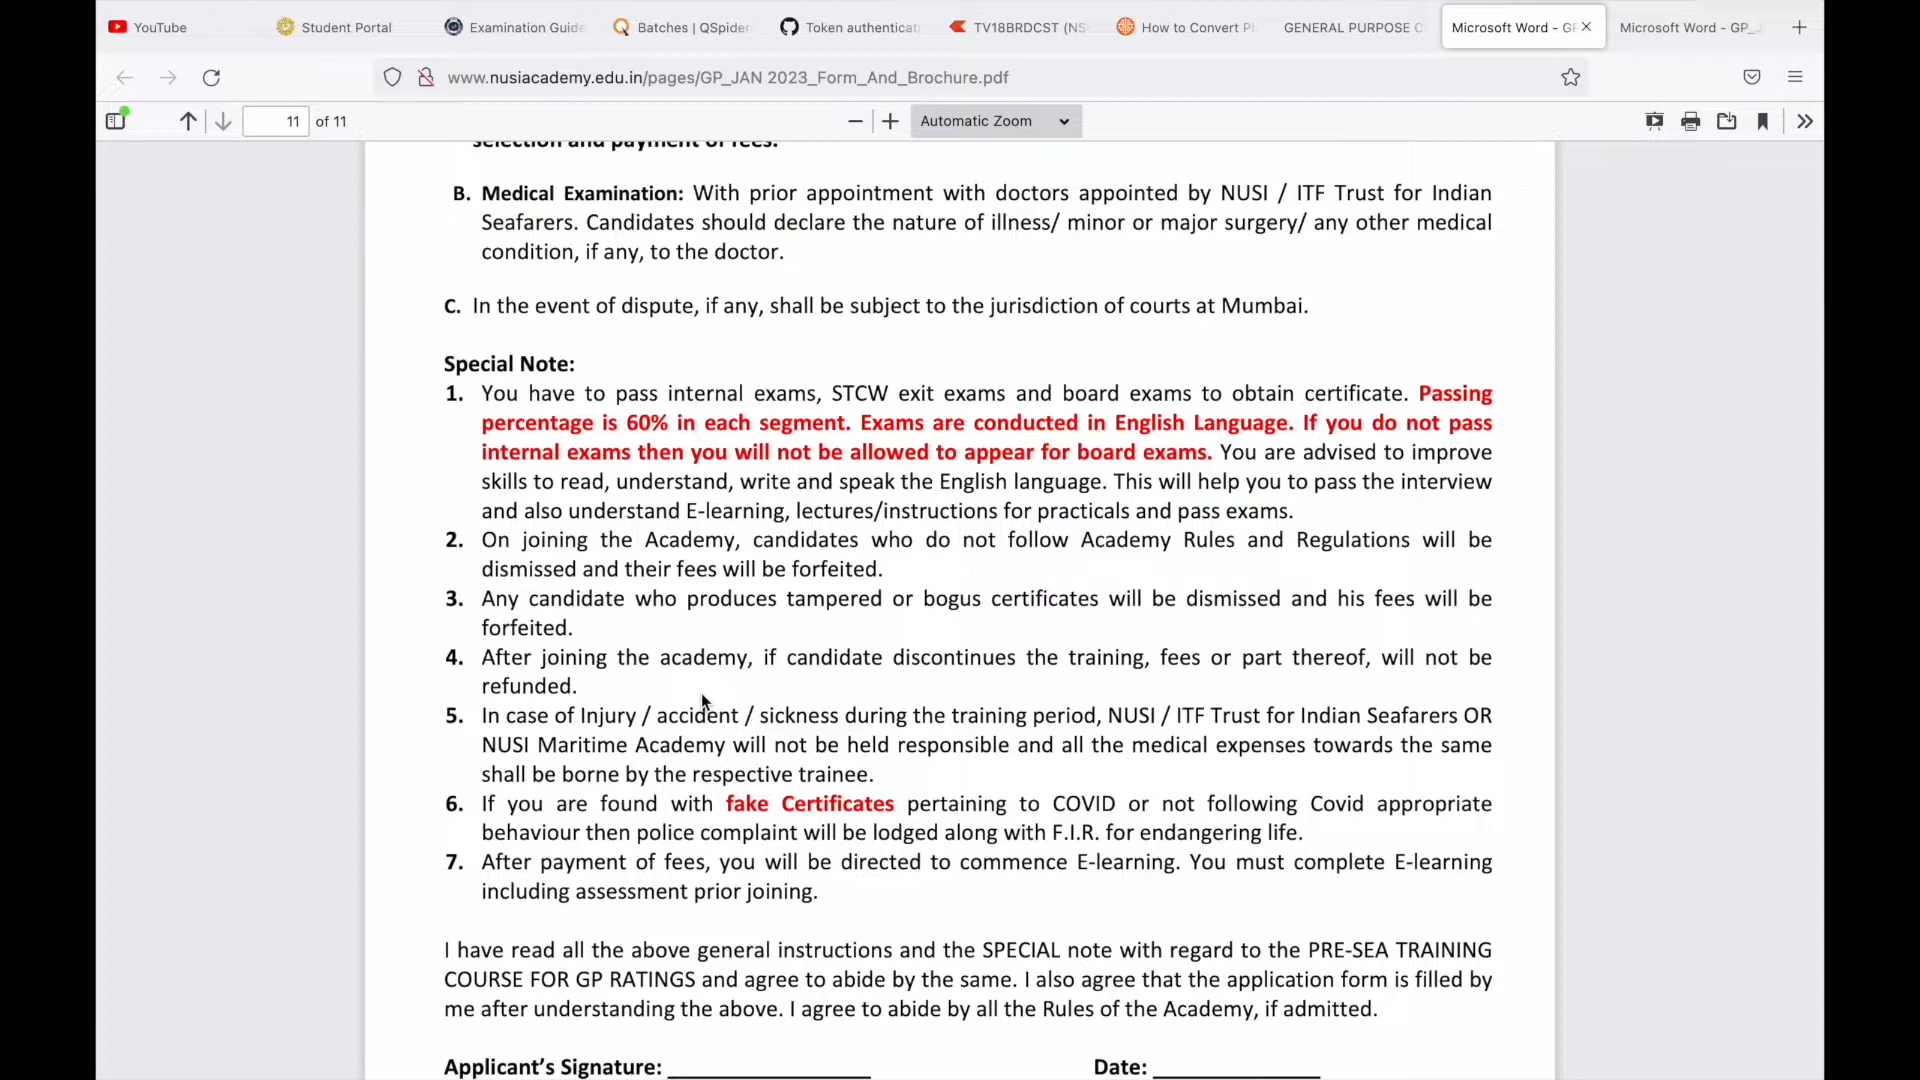 YouTube
Student Portal
Examination Guide
Batches | QSpider
Token authenticat
TV18BRDCST (NS
How to Convert P
GENERAL PURPOSE C
Microsoft Word - GP
Microsoft Word - GP_J
www.nusiacademy.edu.in/pages/GP_JAN 2023_Form_And_Brochure.pdf
11 of 11
Automatic Zoom
selection and payment of fees.
B. Medical Examination: With prior appointment with doctors appointed by NUSI / ITF Trust for Indian
Seafarers. Candidates should declare the nature of illness/ minor or major surgery/ any other medical
condition, if any, to the doctor.
C. In the event of dispute, if any, shall be subject to the jurisdiction of courts at Mumbai.
Special Note:
1. You have to pass internal exams, STCW exit exams and board exams to obtain certificate. Passing
percentage is 60% in each segment. Exams are conducted in English Language. If you do not pass
internal exams then you will not be allowed to appear for board exams. You are advised to improve
skills to read, understand, write and speak the English language. This will help you to pass the interview
and also understand E-learning, lectures/instructions for practicals and pass exams.
2. On joining the Academy, candidates who do not follow Academy Rules and Regulations will be
dismissed and their fees will be forfeited.
3. Any candidate who produces tampered or bogus certificates will be dismissed and his fees will be
forfeited.
4. After joining the academy, if candidate discontinues the training, fees or part thereof, will not be
refunded.
5. In case of Injury / accident / sickness during the training period, NUSI / ITF Trust for Indian Seafarers OR
NUSI Maritime Academy will not be held responsible and all the medical expenses towards the same
shall be borne by the respective trainee.
6. If you are found with fake Certificates pertaining to COVID or not following Covid appropriate
behaviour then police complaint will be lodged along with F.I.R. for endangering life.
7. After payment of fees, you will be directed to commence E-learning. You must complete E-learning
including assessment prior joining.
I have read all the above general instructions and the SPECIAL note with regard to the PRE-SEA TRAINING
COURSE FOR GP RATINGS and agree to abide by the same. I also agree that the application form is filled by
me after understanding the above. I agree to abide by all the Rules of the Academy, if admitted.
Applicant’s Signature: ____________________ Date: ________________